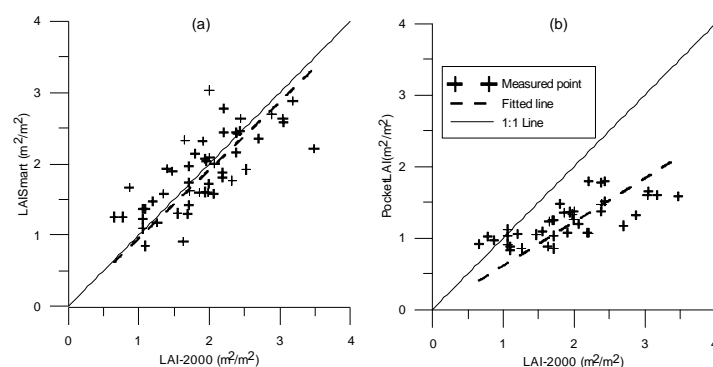 (a)
4
3
2
1
0
LAISmart (m²/m²)
0 1 2 3 4
LAI-2000 (m²/m²)
(b)
4
3
2
1
0
PocketLAI(m²/m²)
Measured point
Fitted line
1:1 Line
0 1 2 3 4
LAI-2000 (m²/m²)